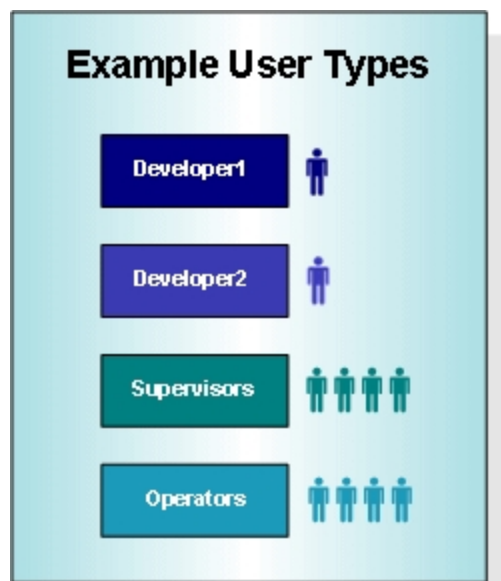 Example User Types
Developer1
Developer2
Supervisors
Operators